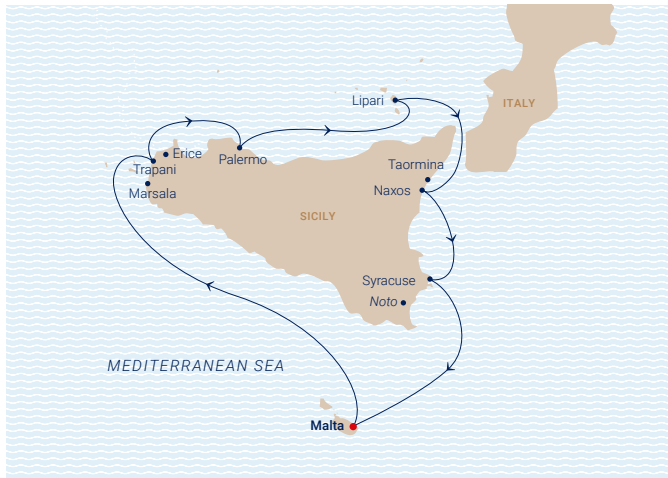 Lipari
ITALY
Erice
Palermo
Trapani
Taormina
Marsala
Naxos
SICILY
Syracuse
Noto
MEDITERRANEAN SEA
Malta